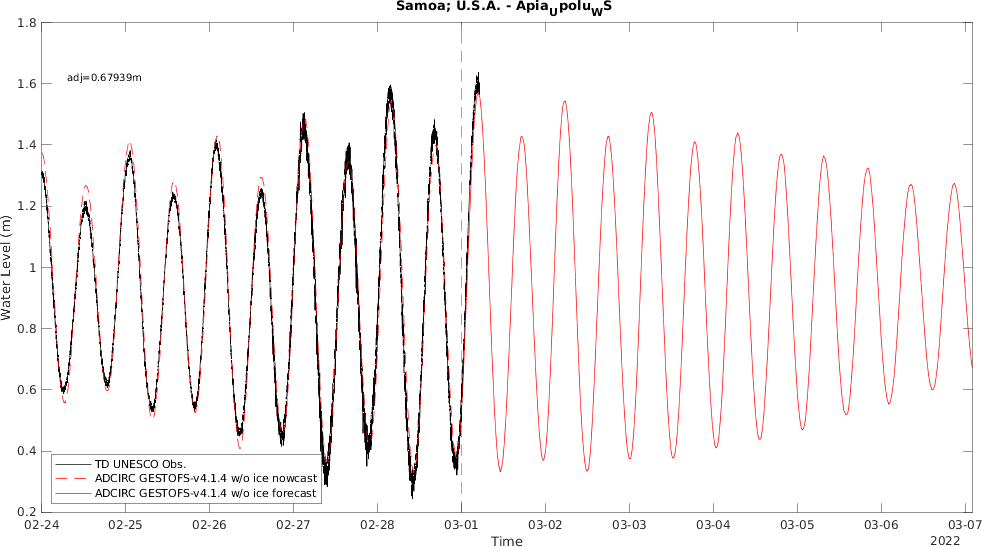 Samoa; U.S.A. - ApiaUpoluWS
adj=0.67939m
Water Level (m)
1.8
1.6
1.4
1.2
1
0.8
0.6
0.4
0.2
TD UNESCO Obs.
ADCIRC GESTOFS-v4.1.4 w/o ice nowcast
ADCIRC GESTOFS-v4.1.4 w/o ice forecast
02-24 02-25 02-26 02-27 02-28 03-01 03-02 03-03 03-04 03-05 03-06 03-07
Time
2022